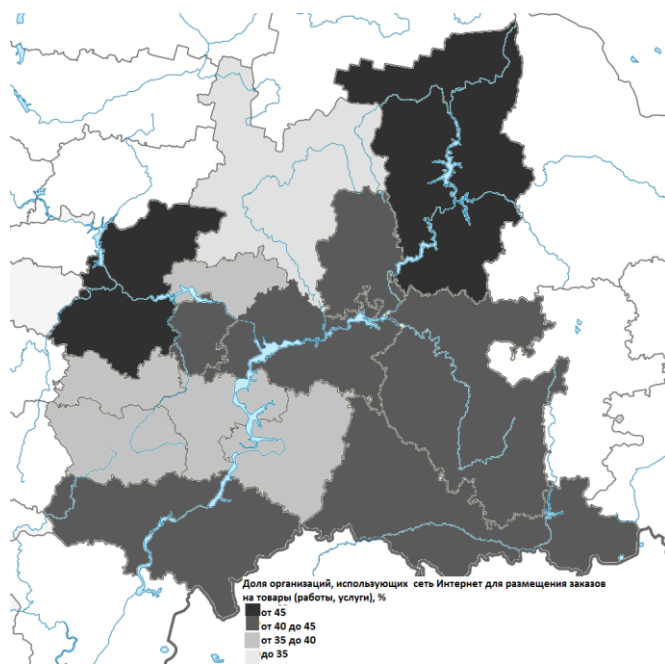 Доля организаций, использующих сеть Интернет для размещения заказов
на товары (работы, услуги), %
от 45
от 40 до 45
от 35 до 40
до 35